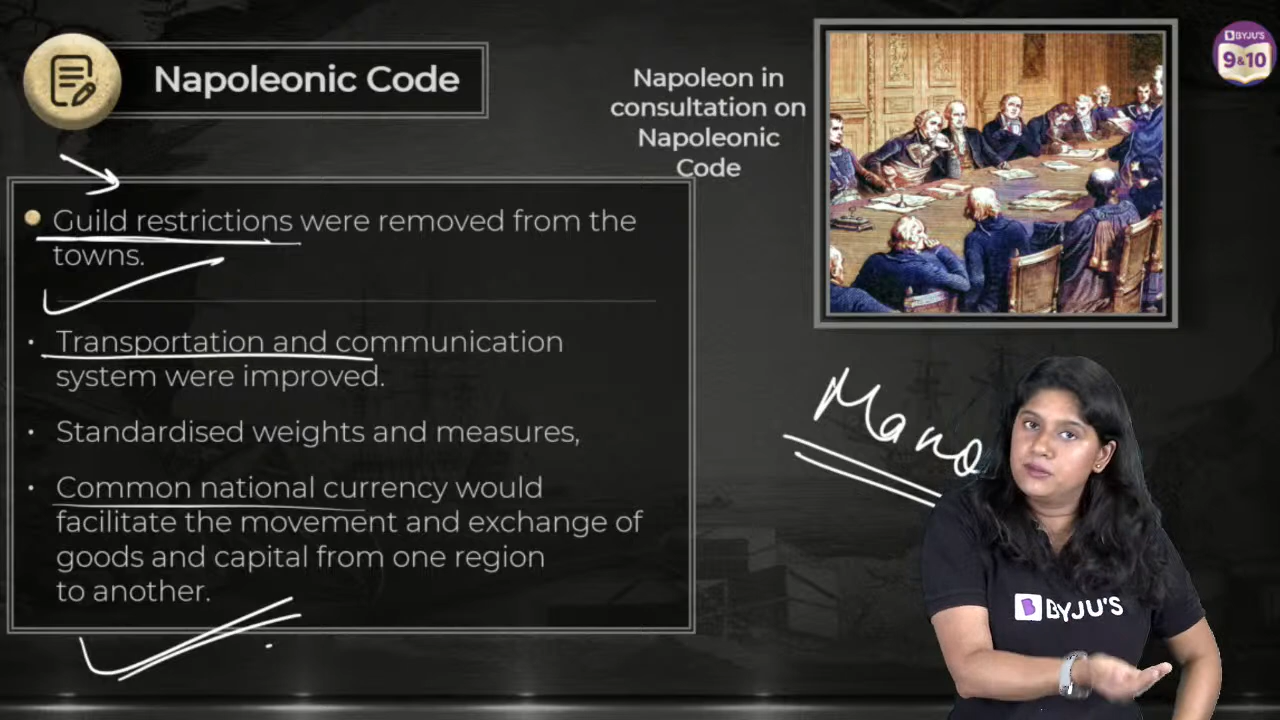 Napoleonic Code
Guild restrictions were removed from the
towns.
Transportation and communication
system were improved.
Standardised weights and measures,
Common national currency would
facilitate the movement and exchange of
goods and capital from one region
to another.
Napoleon in
consultation on
Napoleonic
Code
BYJU'S
9&10
BYJU'S